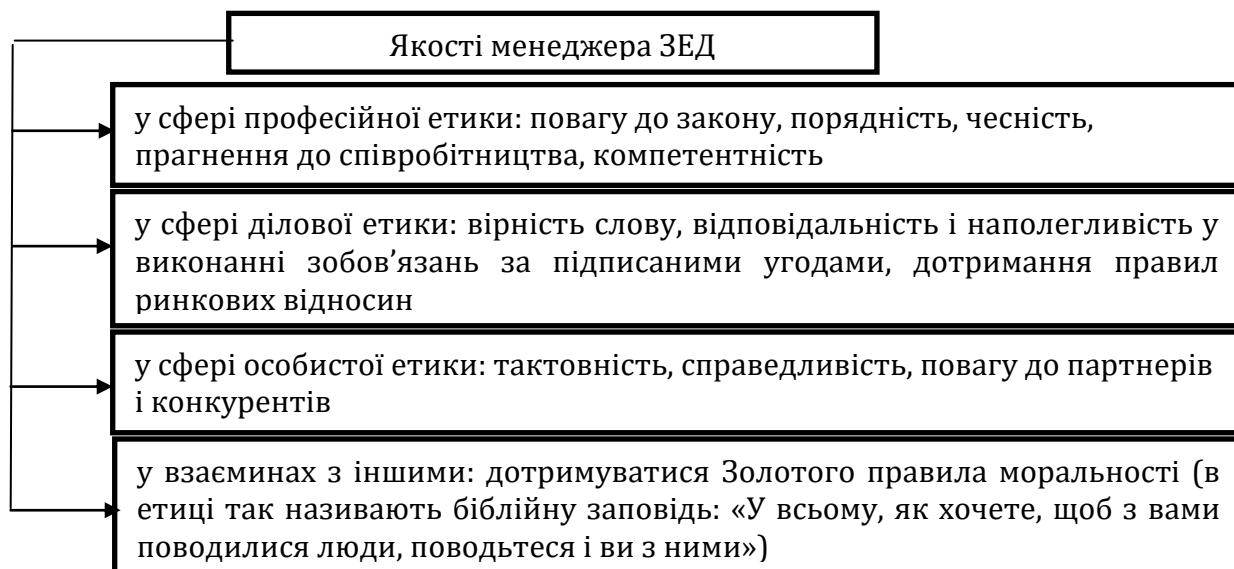 Якості менеджера ЗЕД
у сфері професійної етики: повагу до закону, порядність, чесність,
прагнення до співробітництва, компетентність
у сфері ділової етики: вірність слову, відповідальність і наполегливість у
виконанні зобов’язань за підписаними угодами, дотримання правил
ринкових відносин
у сфері особистої етики: тактовність, справедливість, повагу до партнерів
і конкурентів
у взаєминах з іншими: дотримуватися Золотого правила моральності (в
етиці так називають біблійну заповідь: «У всьому, як хочете, щоб з вами
поводилися люди, поводьтеся і ви з ними»)